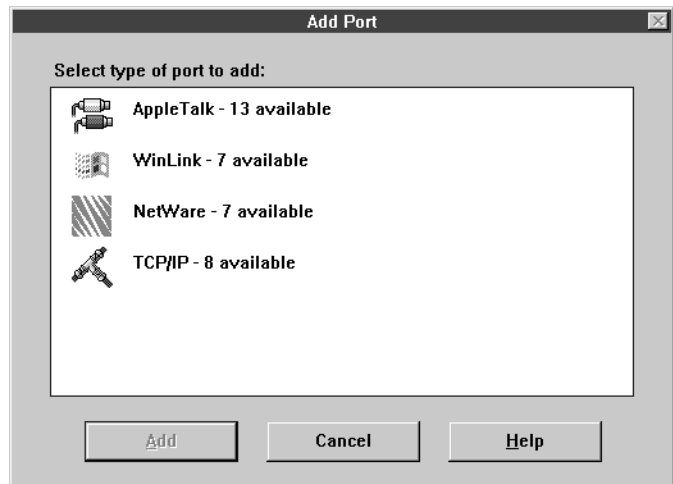 Add Port
Select type of port to add:
AppleTalk - 13 available
WinLink - 7 available
NetWare - 7 available
TCP/IP - 8 available
Add
Cancel
Help